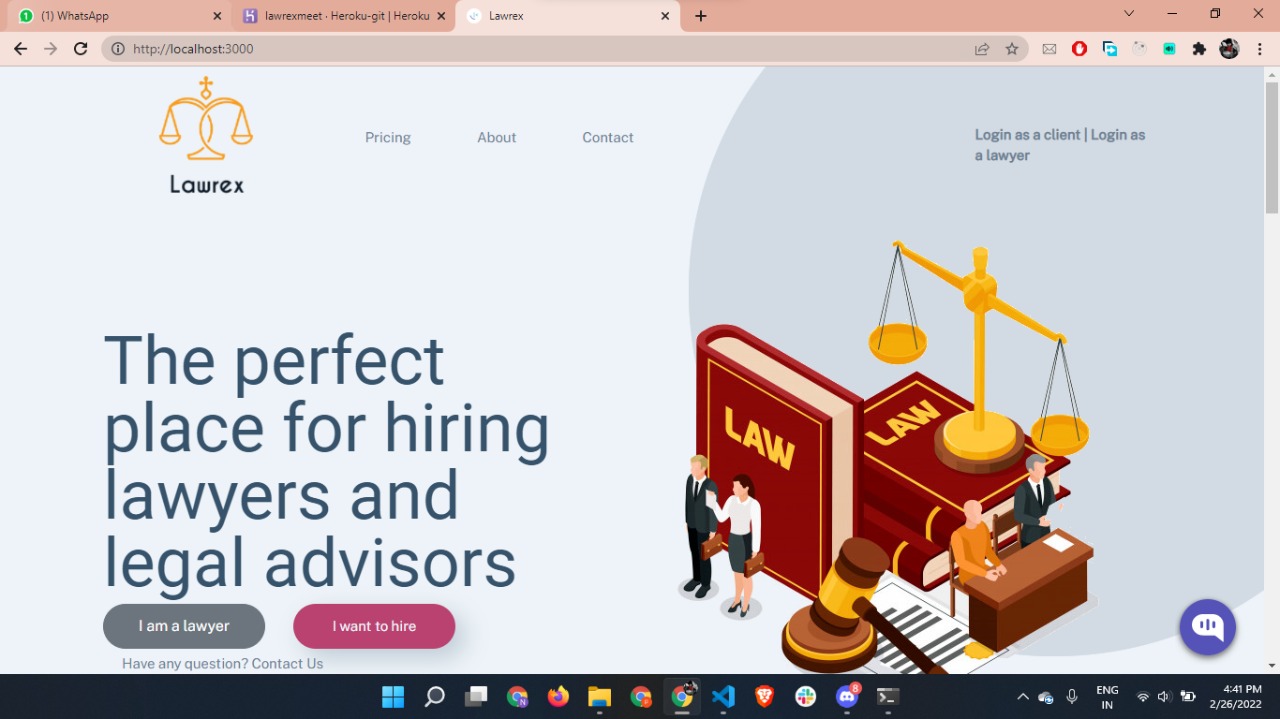 (1) WhatsApp
lawrexmeet · Heroku-git | Heroku
Lawrex
http://localhost:3000
Lawrex
Pricing
About
Contact
Login as a client | Login as
a lawyer
The perfect
place for hiring
lawyers and
legal advisors
LAW
LAW
I am a lawyer
I want to hire
Have any question? Contact Us
N
8
ENG
IN
4:41 PM
2/26/2022